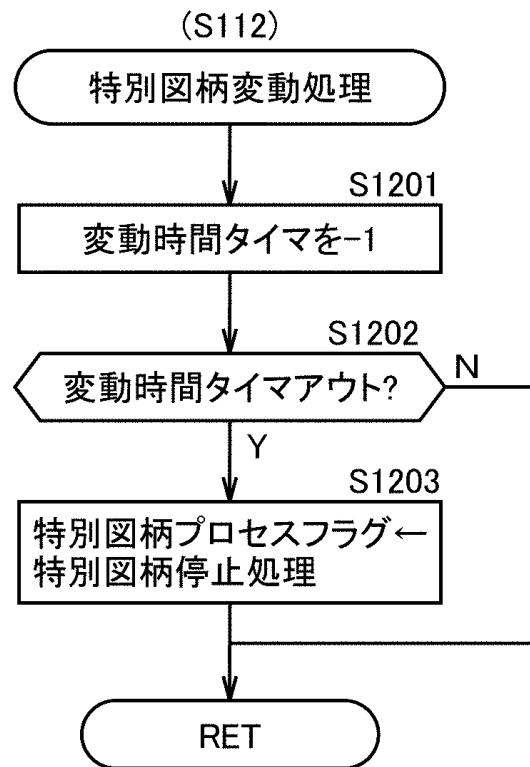 (S112)
特別図柄変動処理
S1201
変動時間タイマを-1
S1202
変動時間タイマアウト?
N
Y
S1203
特別図柄プロセスフラグ←
特別図柄停止処理
RET